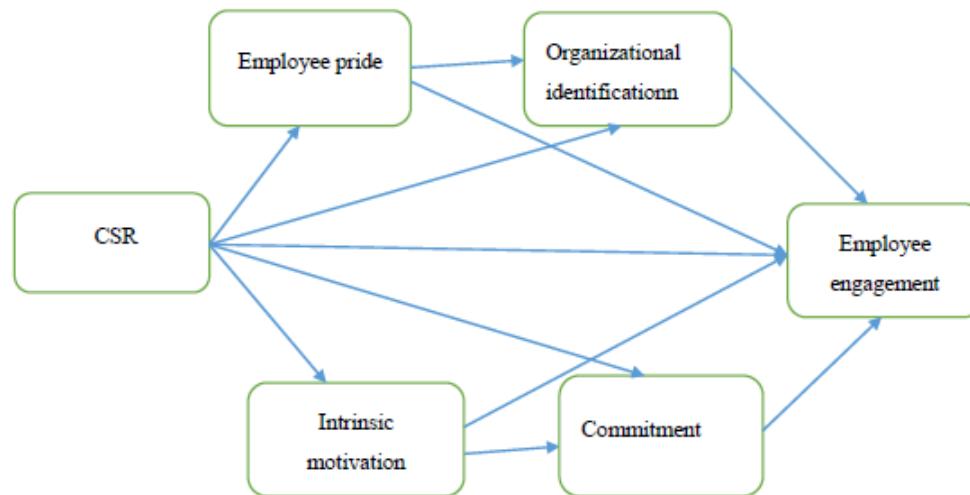 Employee pride
Organizational
identificationn
CSR
Employee
engagement
Intrinsic
motivation
Commitment